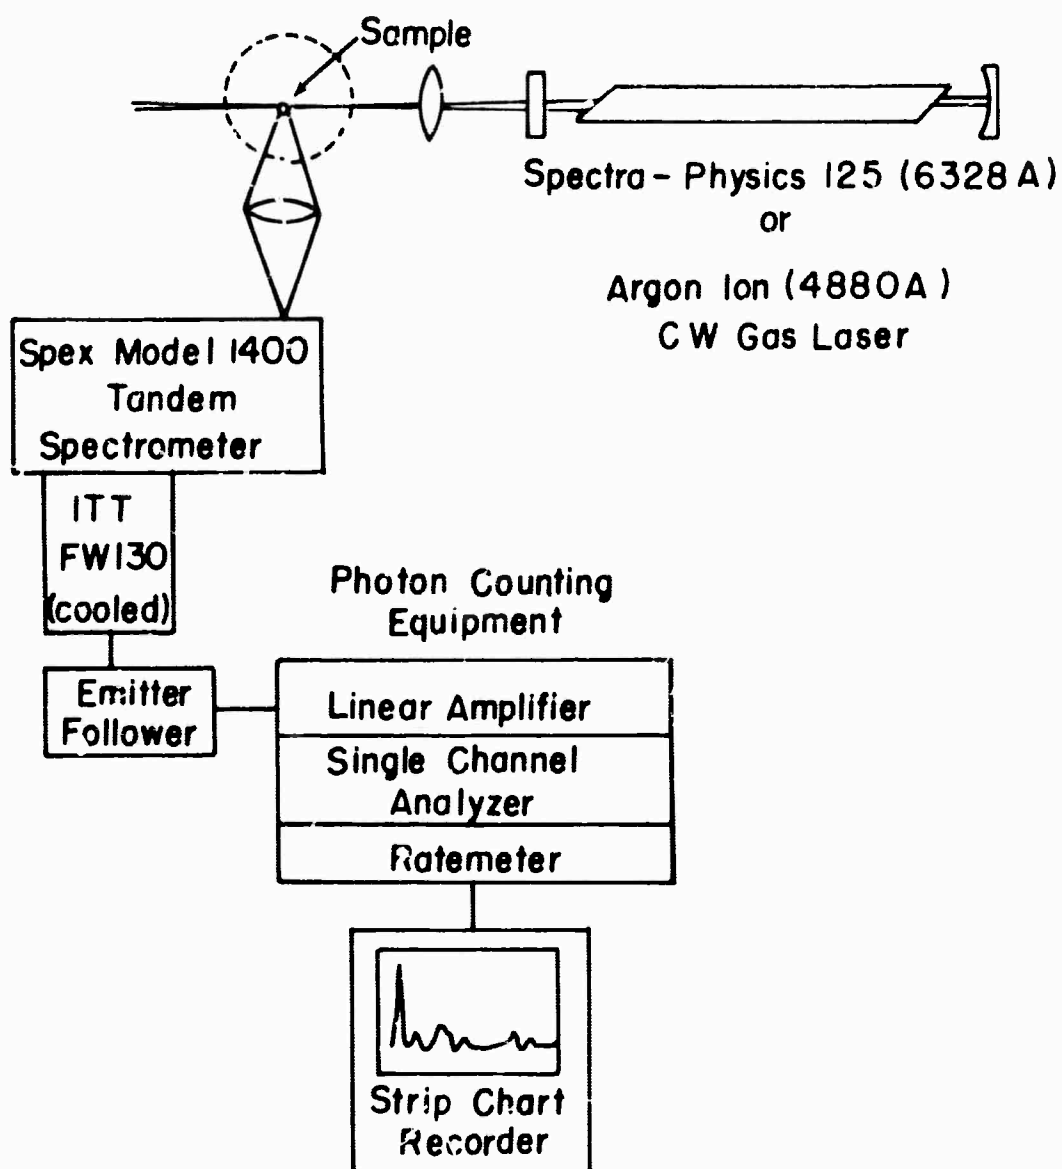 Sample
Spectra-Physics 125 (6328A)
or
Argon Ion (4880A)
CW Gas Laser
Spex Model 1400
Tandem
Spectrometer
ITT
FW130
(cooled)
Photon Counting
Equipment
Emitter
Follower
Linear Amplifier
Single Channel
Analyzer
Ratemeter
Strip Chart
Recorder